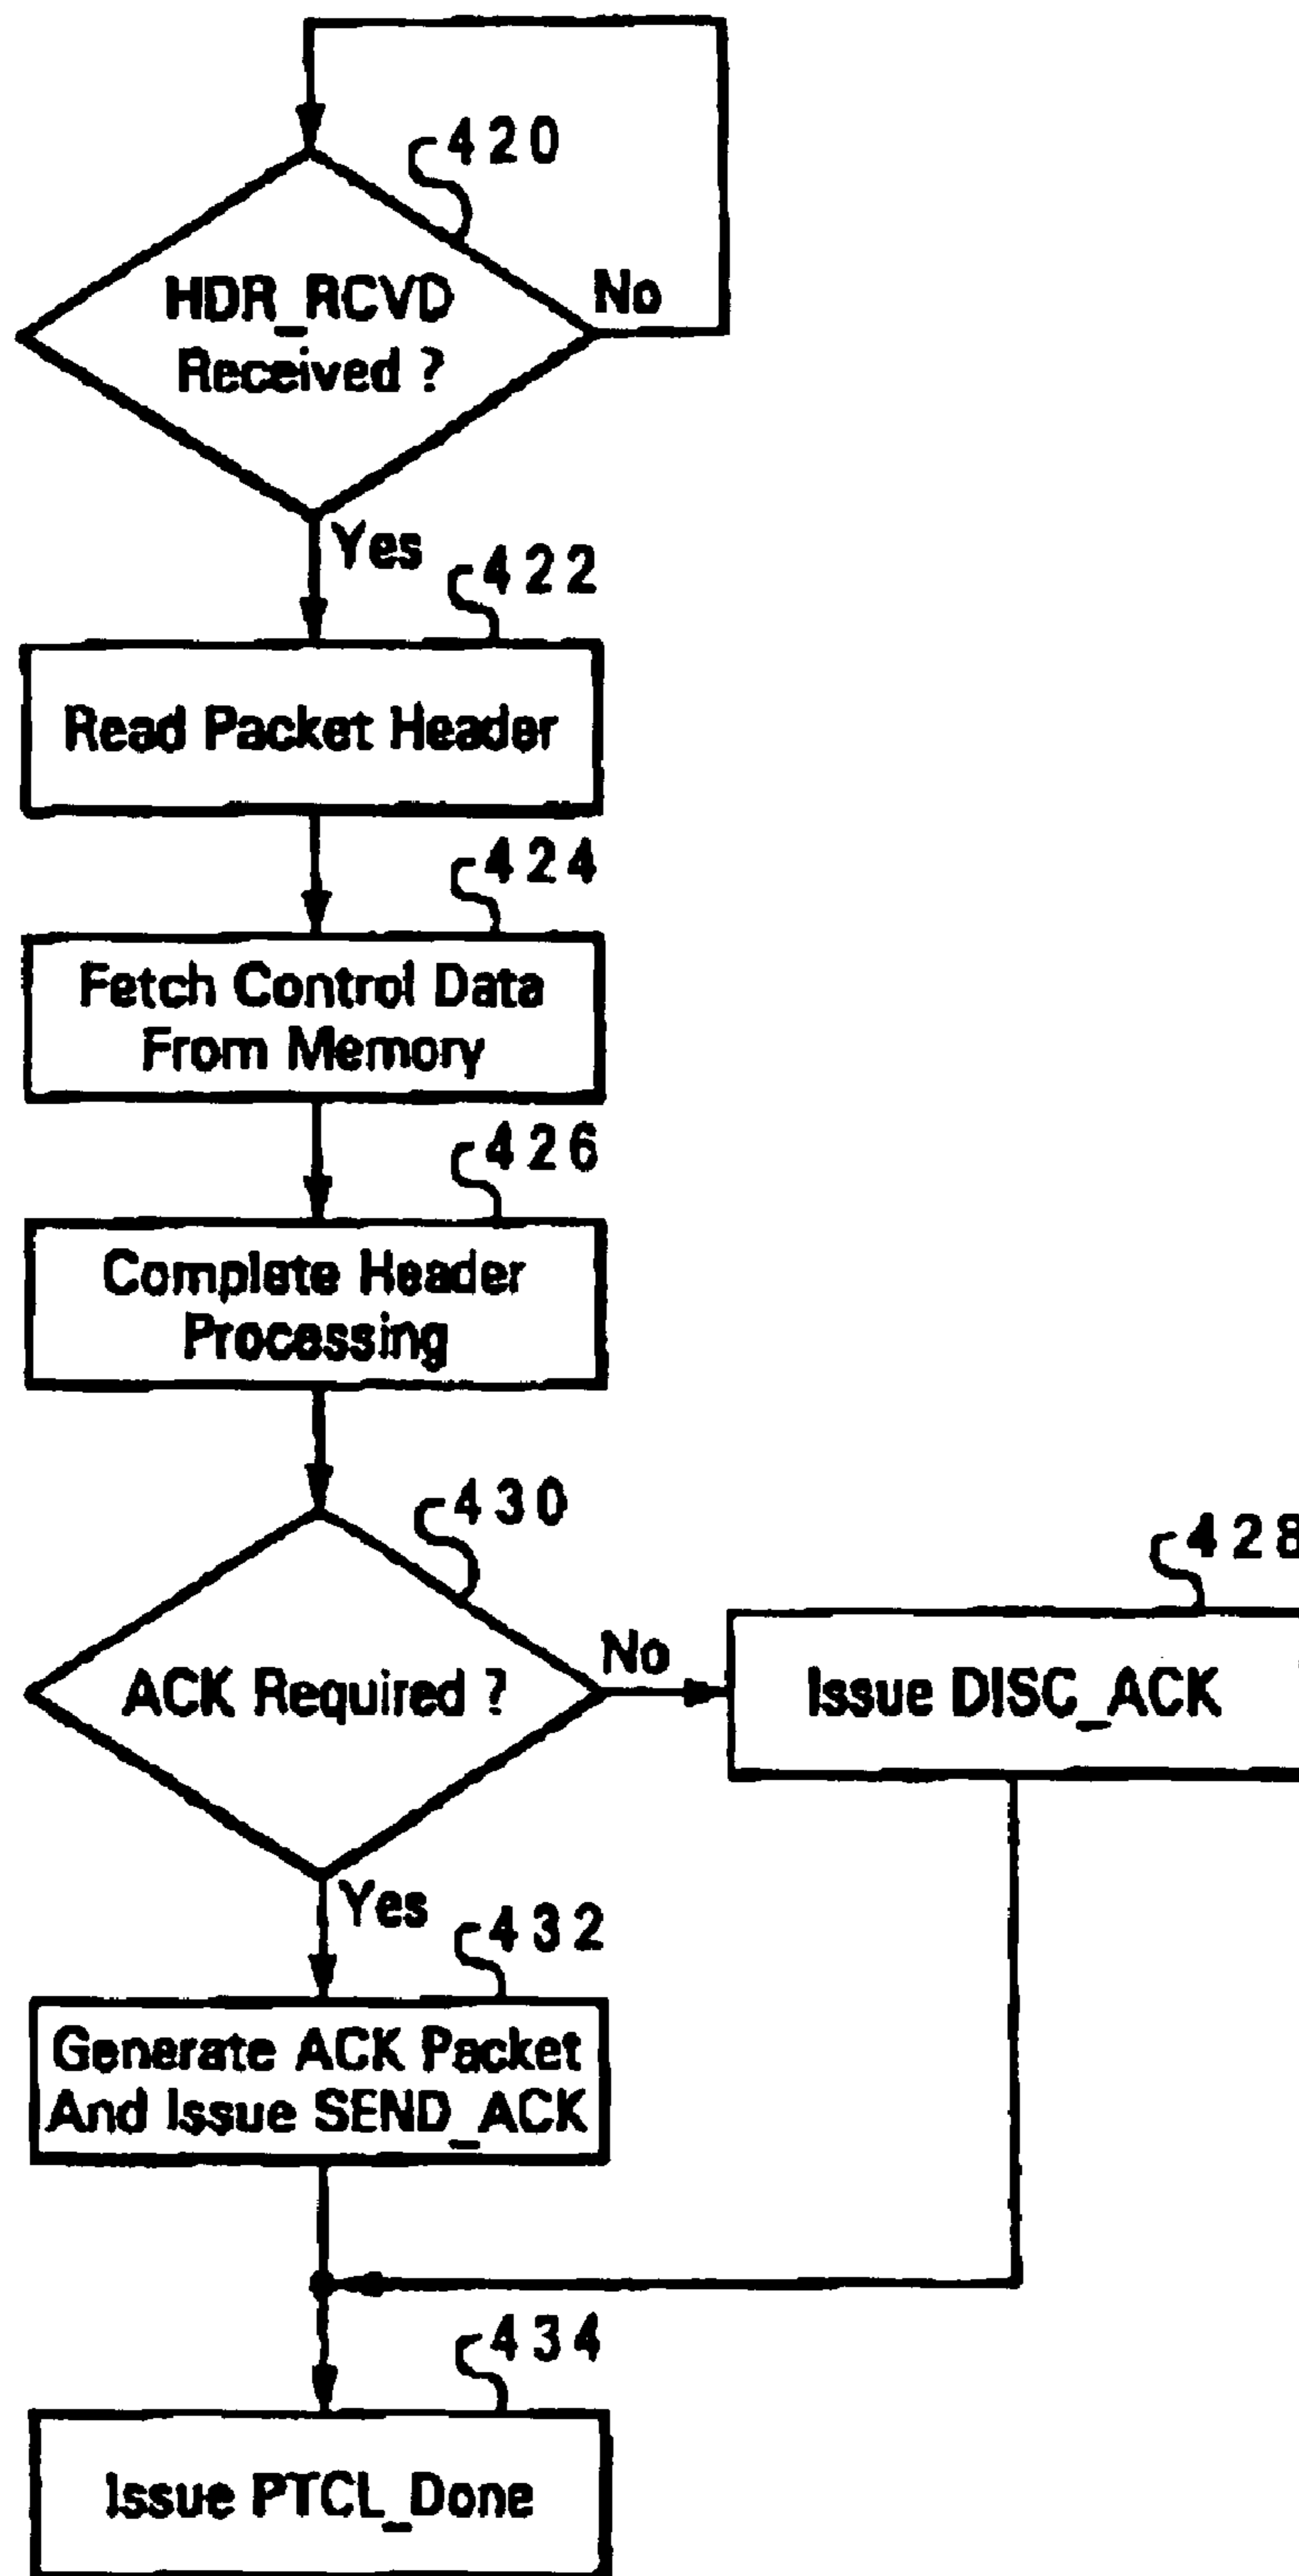 420
HDR_RCVD
Received ?
No
Yes
422
Read Packet Header
424
Fetch Control Data
From Memory
426
Complete Header
Processing
430
ACK Required ?
No
428
Issue DISC_ACK
Yes
432
Generate ACK Packet
And Issue SEND_ACK
434
Issue PTCL_Done